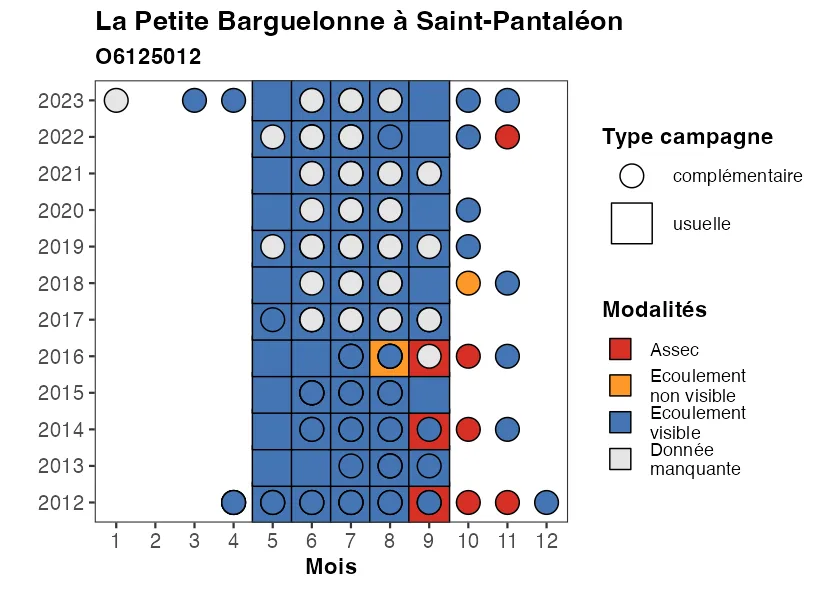 La Petite Barguelonne à Saint-Pantaléon
O6125012
2023
2022
2021
2020
2019
2018
2017
2016
2015
2014
2013
2012
1 2 3 4 5 6 7 8 9 10 11 12
Mois
Type campagne
complémentaire
usuelle
Modalités
Assec
Ecoulement
non visible
Ecoulement
visible
Donnée
manquante